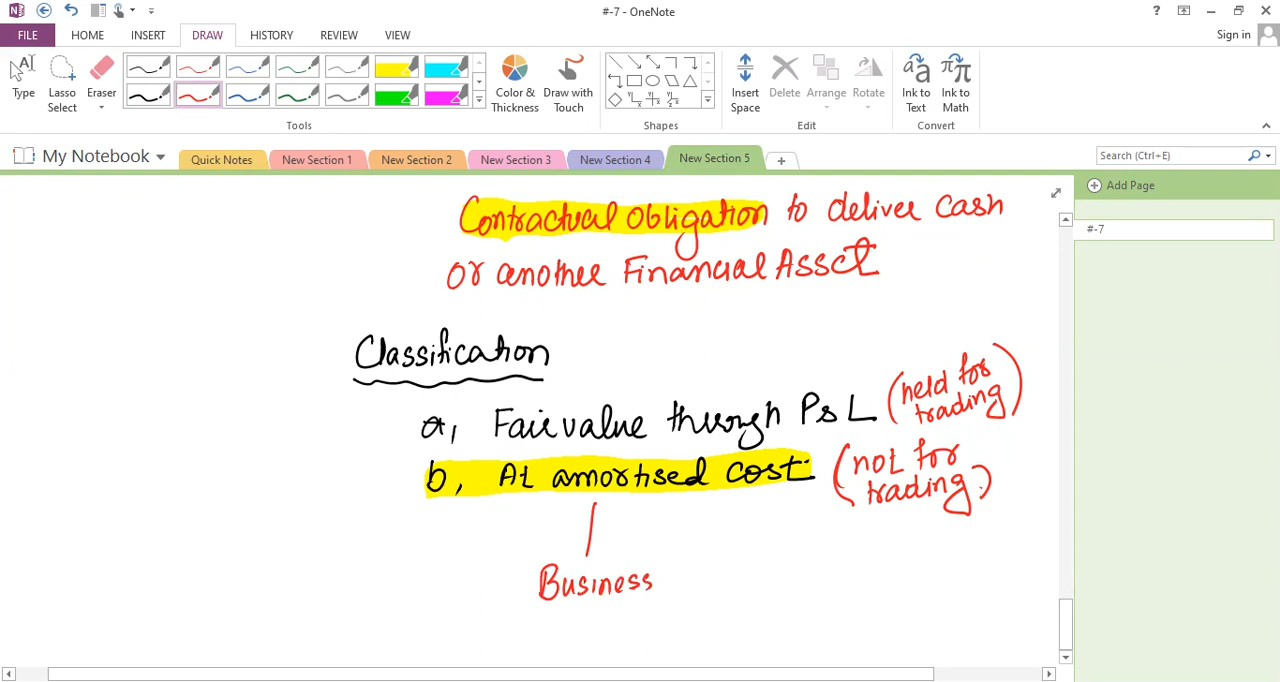 #-7 - OneNote
FILE HOME INSERT DRAW HISTORY REVIEW VIEW Sign in
Type Lasso Select Eraser Color & Thickness Draw with Touch Insert Space Delete Arrange Rotate Ink to Text Ink to Math
Tools Shapes Edit Convert
My Notebook Quick Notes New Section 1 New Section 2 New Section 3 New Section 4 New Section 5 Search (Ctrl+E)
Add Page
#-7
Contractual obligation to deliver cash
or another Financial Asset
Classification
a, Fair value through P&L (held for trading)
b, At amortised cost (not for trading)
Business